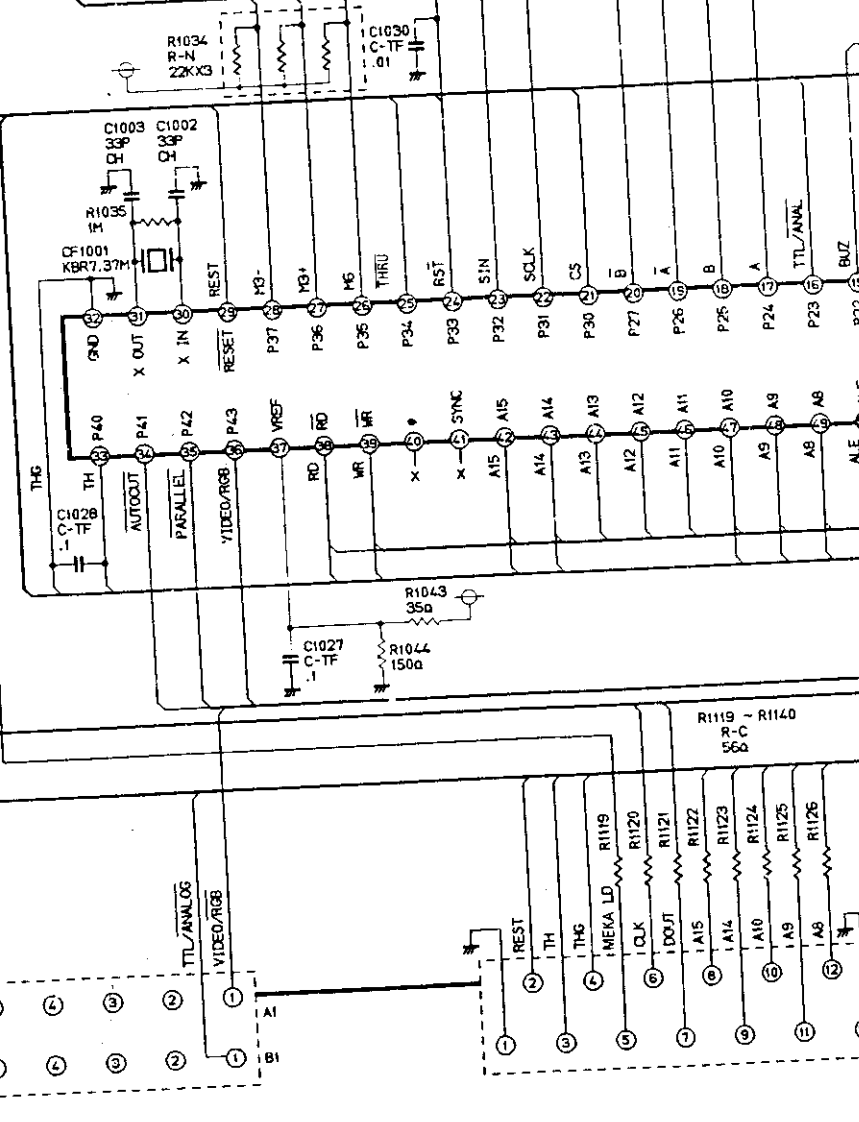 R1034
R-N
22KX3
C1030
C-TF
.01
C1003 C1002
33P 33P
CH CH
R1035
1M
CF1001
KBR7.37M
REST
M3-
M3+
M6
THRU
RST
SIN
SCLK
CS
B
A
B
A
TTL/ANAL
BUZ
32 31 30 29 28 27 26 25 24 23 22 21 20 19 18 17 16
GND
X OUT
X IN
RESET
P37
P36
P35
P34
P33
P32
P31
P30
P27
P26
P25
P24
P23
P40
P41
P42
P43
VREF
RD
WR
*
SYNC
A15
A14
A13
A12
A11
A10
A9
A8
33 34 35 36 37 38 39 40 41 42 43 44 45 46 47 48 49
THG
TH
AUTOCUT
PARALLEL
VIDEO/RGB
RD
WR
X
X
A15
A14
A13
A12
A11
A10
A9
A8
ALE
C1028
C-TF
.1
R1043
35Ω
C1027
C-TF
.1
R1044
150Ω
R1119 ~ R1140
R-C
56Ω
R1119
R1120
R1121
R1122
R1123
R1124
R1125
R1126
TTL/ANALOG
VIDEO/RGB
REST
TH
THG
MEKA LD
CLK
DOUT
A15
A14
A10
A9
A8
4 3 2 1
A1
4 3 2 1
B1
2 4 6 8 10 12
1 3 5 7 9 11